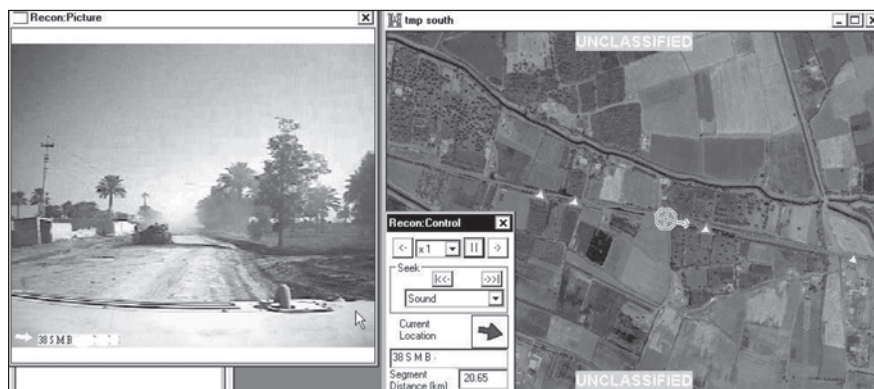 Recon:Picture
38 S M B
tmp south
UNCLASSIFIED
Recon:Control
x 1
Seek
Sound
Current
Location
38 S M B
Segment
Distance (km)
20.65
UNCLASSIFIED